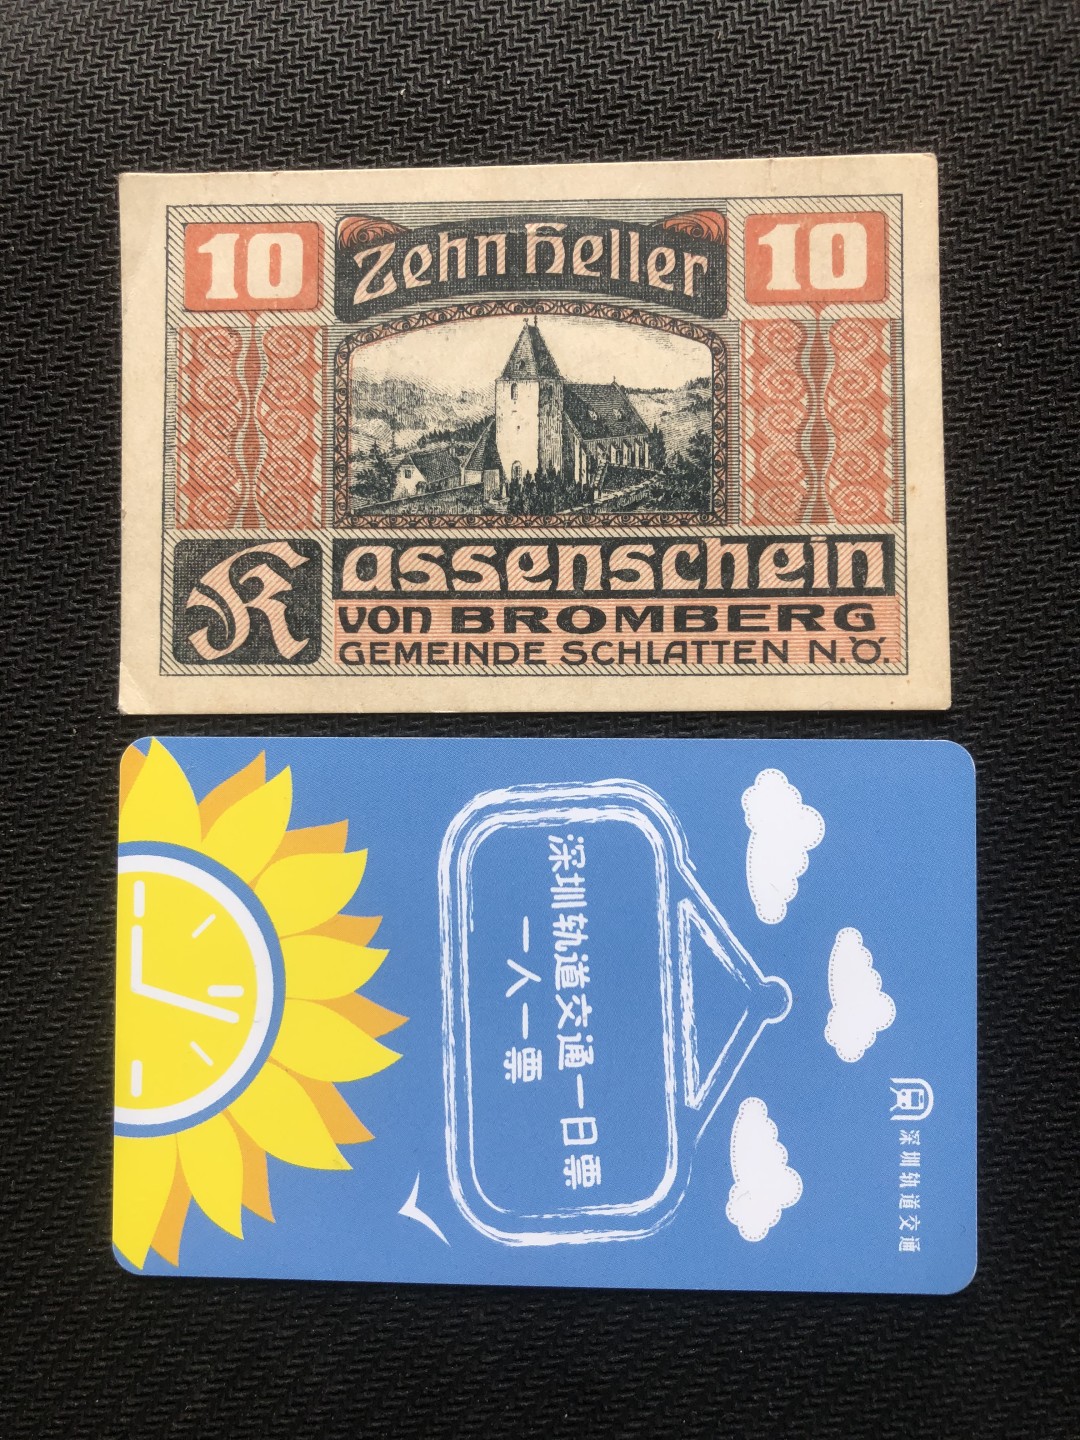 10 Zehn Heller 10
Kassenschein
von BROMBERG
GEMEINDE SCHLATTEN N.Ö.
深圳轨道交通
深圳轨道交通一日票
一人一票